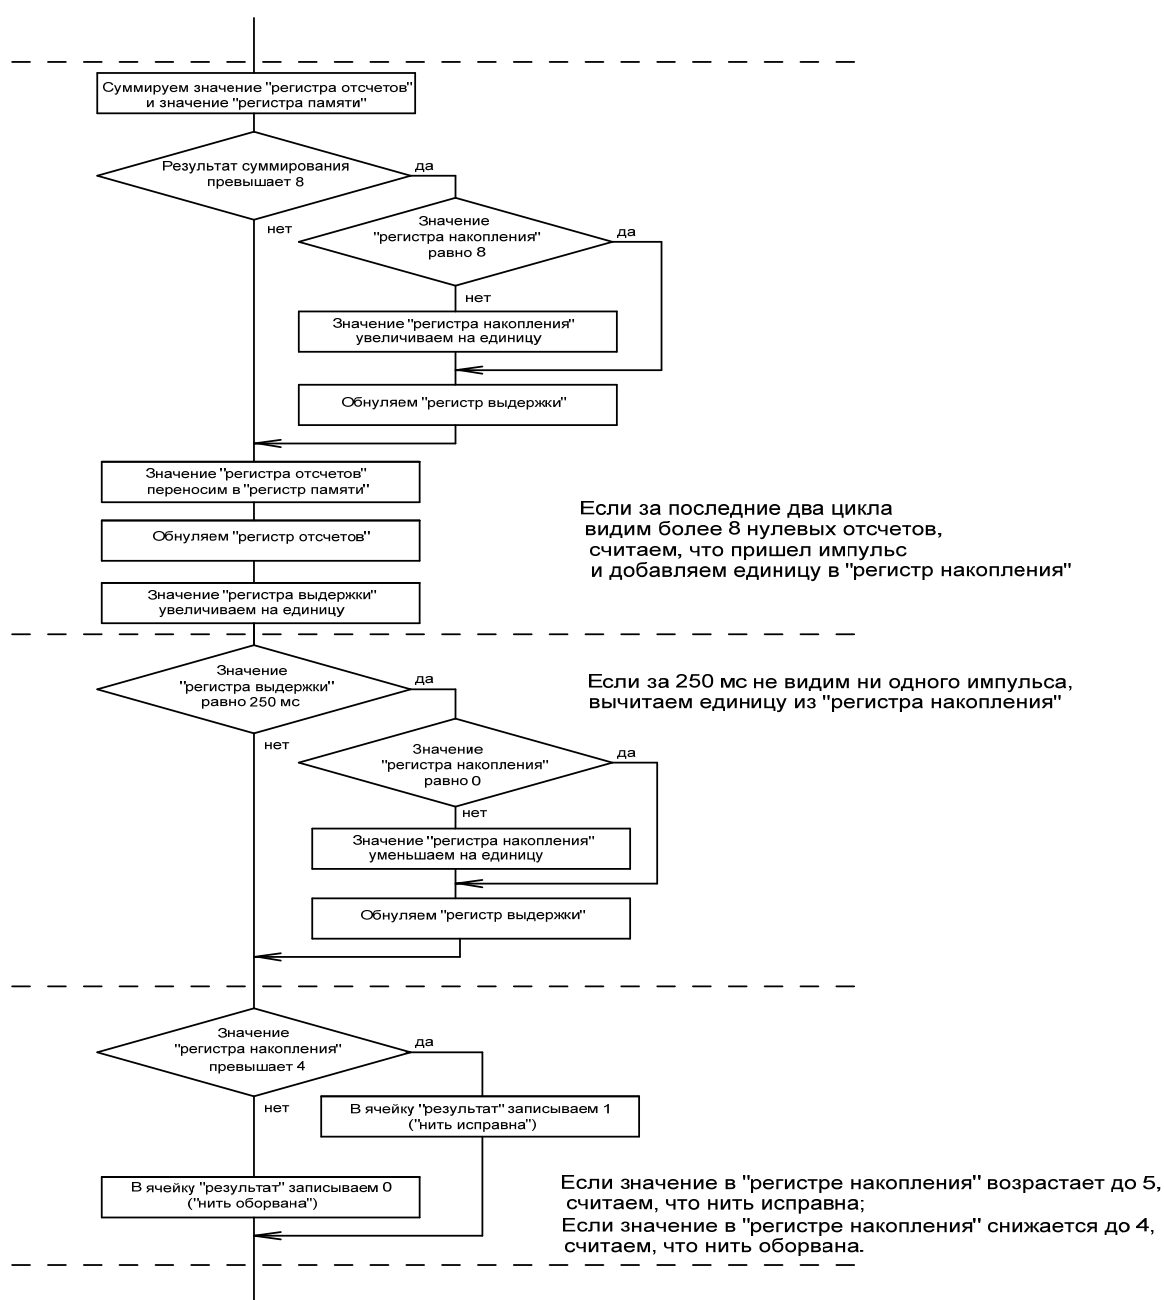 Суммируем значение "регистра отсчетов"
и значение "регистра памяти"
Результат суммирования
превышает 8
да
нет
Значение
"регистра накопления"
равно 8
да
нет
Значение "регистра накопления"
увеличиваем на единицу
Обнуляем "регистр выдержки"
Значение "регистра отсчетов"
переносим в "регистр памяти"
Обнуляем "регистр отсчетов"
Значение "регистра выдержки"
увеличиваем на единицу
Если за последние два цикла
видим более 8 нулевых отсчетов,
считаем, что пришел импульс
и добавляем единицу в "регистр накопления"
Значение
"регистра выдержки"
равно 250 мс
да
нет
Если за 250 мс не видим ни одного импульса,
вычитаем единицу из "регистра накопления"
Значение
"регистра накопления"
равно 0
да
нет
Значение "регистра накопления"
уменьшаем на единицу
Обнуляем "регистр выдержки"
Значение
"регистра накопления"
превышает 4
да
нет
В ячейку "результат" записываем 1
("нить исправна")
В ячейку "результат" записываем 0
("нить оборвана")
Если значение в "регистре накопления" возрастает до 5,
считаем, что нить исправна;
Если значение в "регистре накопления" снижается до 4,
считаем, что нить оборвана.